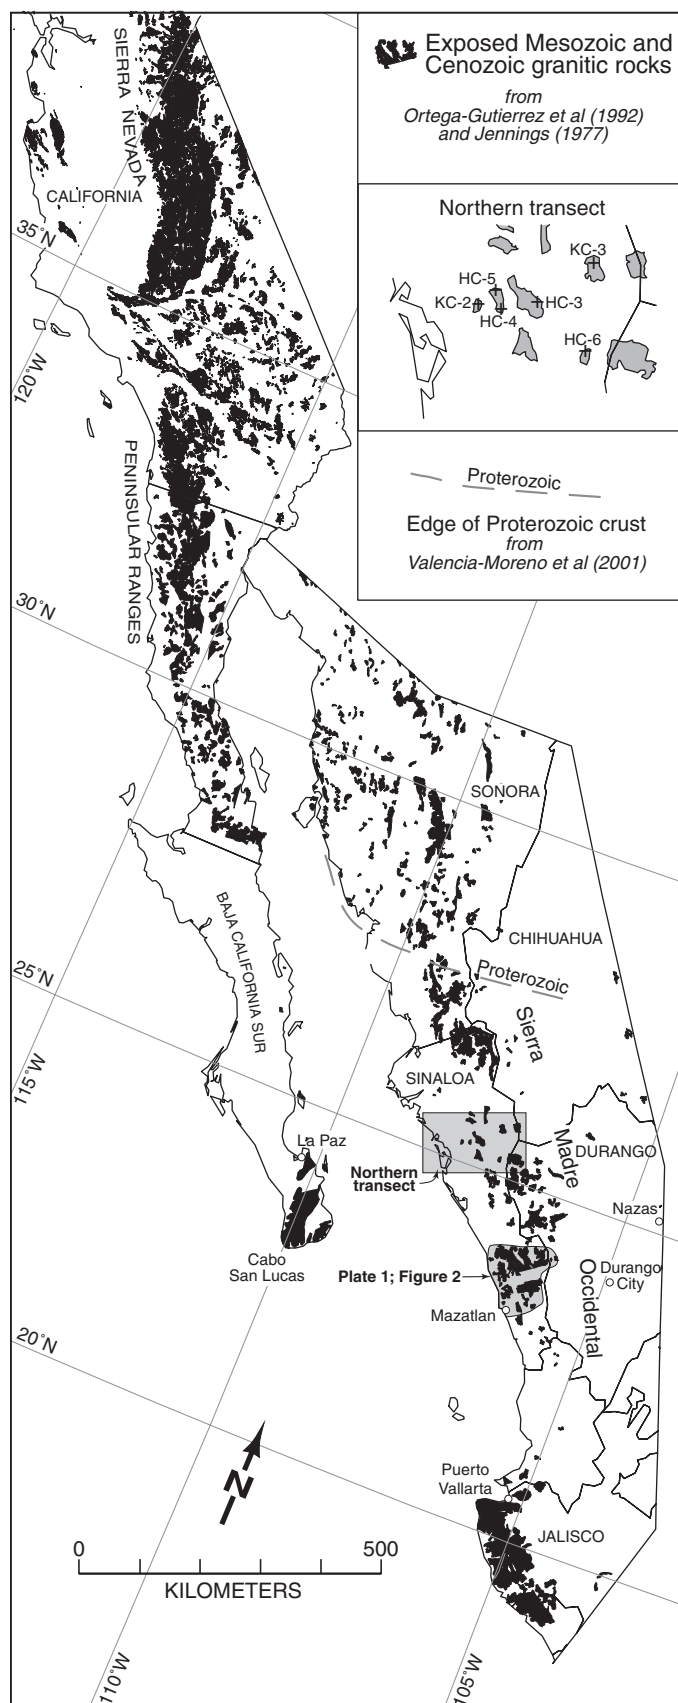 Exposed Mesozoic and
Cenozoic granitic rocks
from
Ortega-Gutierrez et al (1992)
and Jennings (1977)
Northern transect
KC-3
HC-5
KC-2
HC-3
HC-4
HC-6
Proterozoic
Edge of Proterozoic crust
from
Valencia-Moreno et al (2001)
SIERRA NEVADA
CALIFORNIA
35°N
120°W
PENINSULAR RANGES
30°N
SONORA
BAJA CALIFORNIA SUR
CHIHUAHUA
Proterozoic
25°N
115°W
Sierra
SINALOA
Madre
DURANGO
La Paz
Northern
transect
Nazas
Cabo
San Lucas
Plate 1; Figure 2
Durango
City
Occidental
Mazatlan
20°N
N
Puerto
Vallarta
JALISCO
0 500
KILOMETERS
110°W
105°W